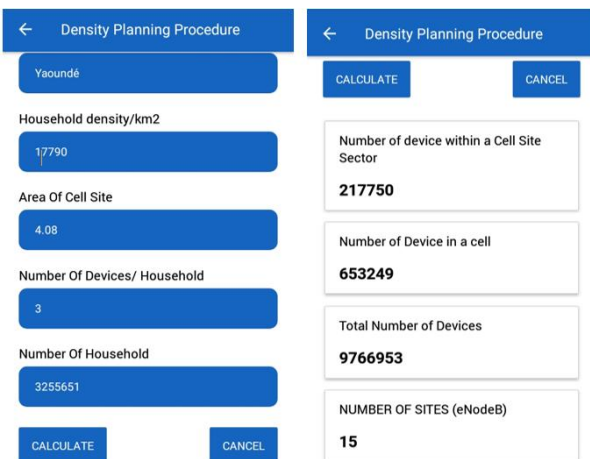 Density Planning Procedure
Yaoundé
Household density/km2
17790
Area Of Cell Site
4.08
Number Of Devices/ Household
3
Number Of Household
3255651
CALCULATE
CANCEL
Density Planning Procedure
CALCULATE
CANCEL
Number of device within a Cell Site
Sector
217750
Number of Device in a cell
653249
Total Number of Devices
9766953
NUMBER OF SITES (eNodeB)
15